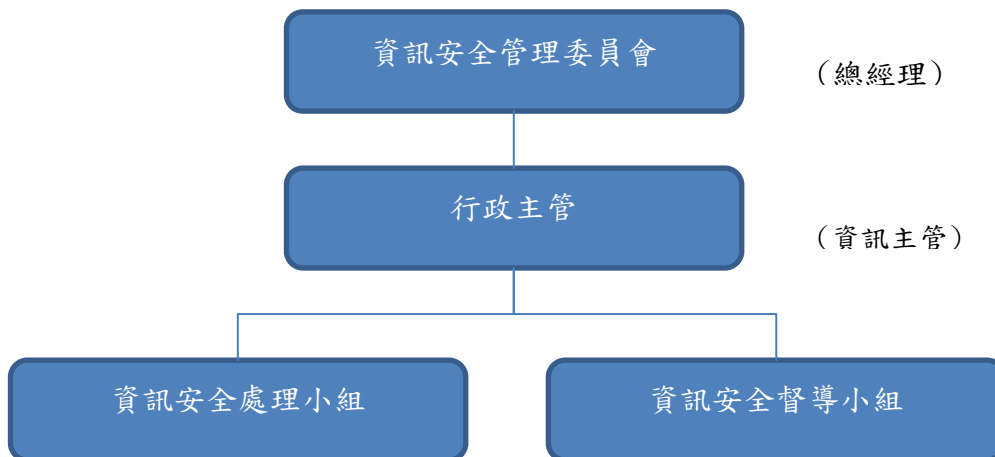 資訊安全管理委員會
（總經理）
行政主管
（資訊主管）
資訊安全處理小組
資訊安全督導小組